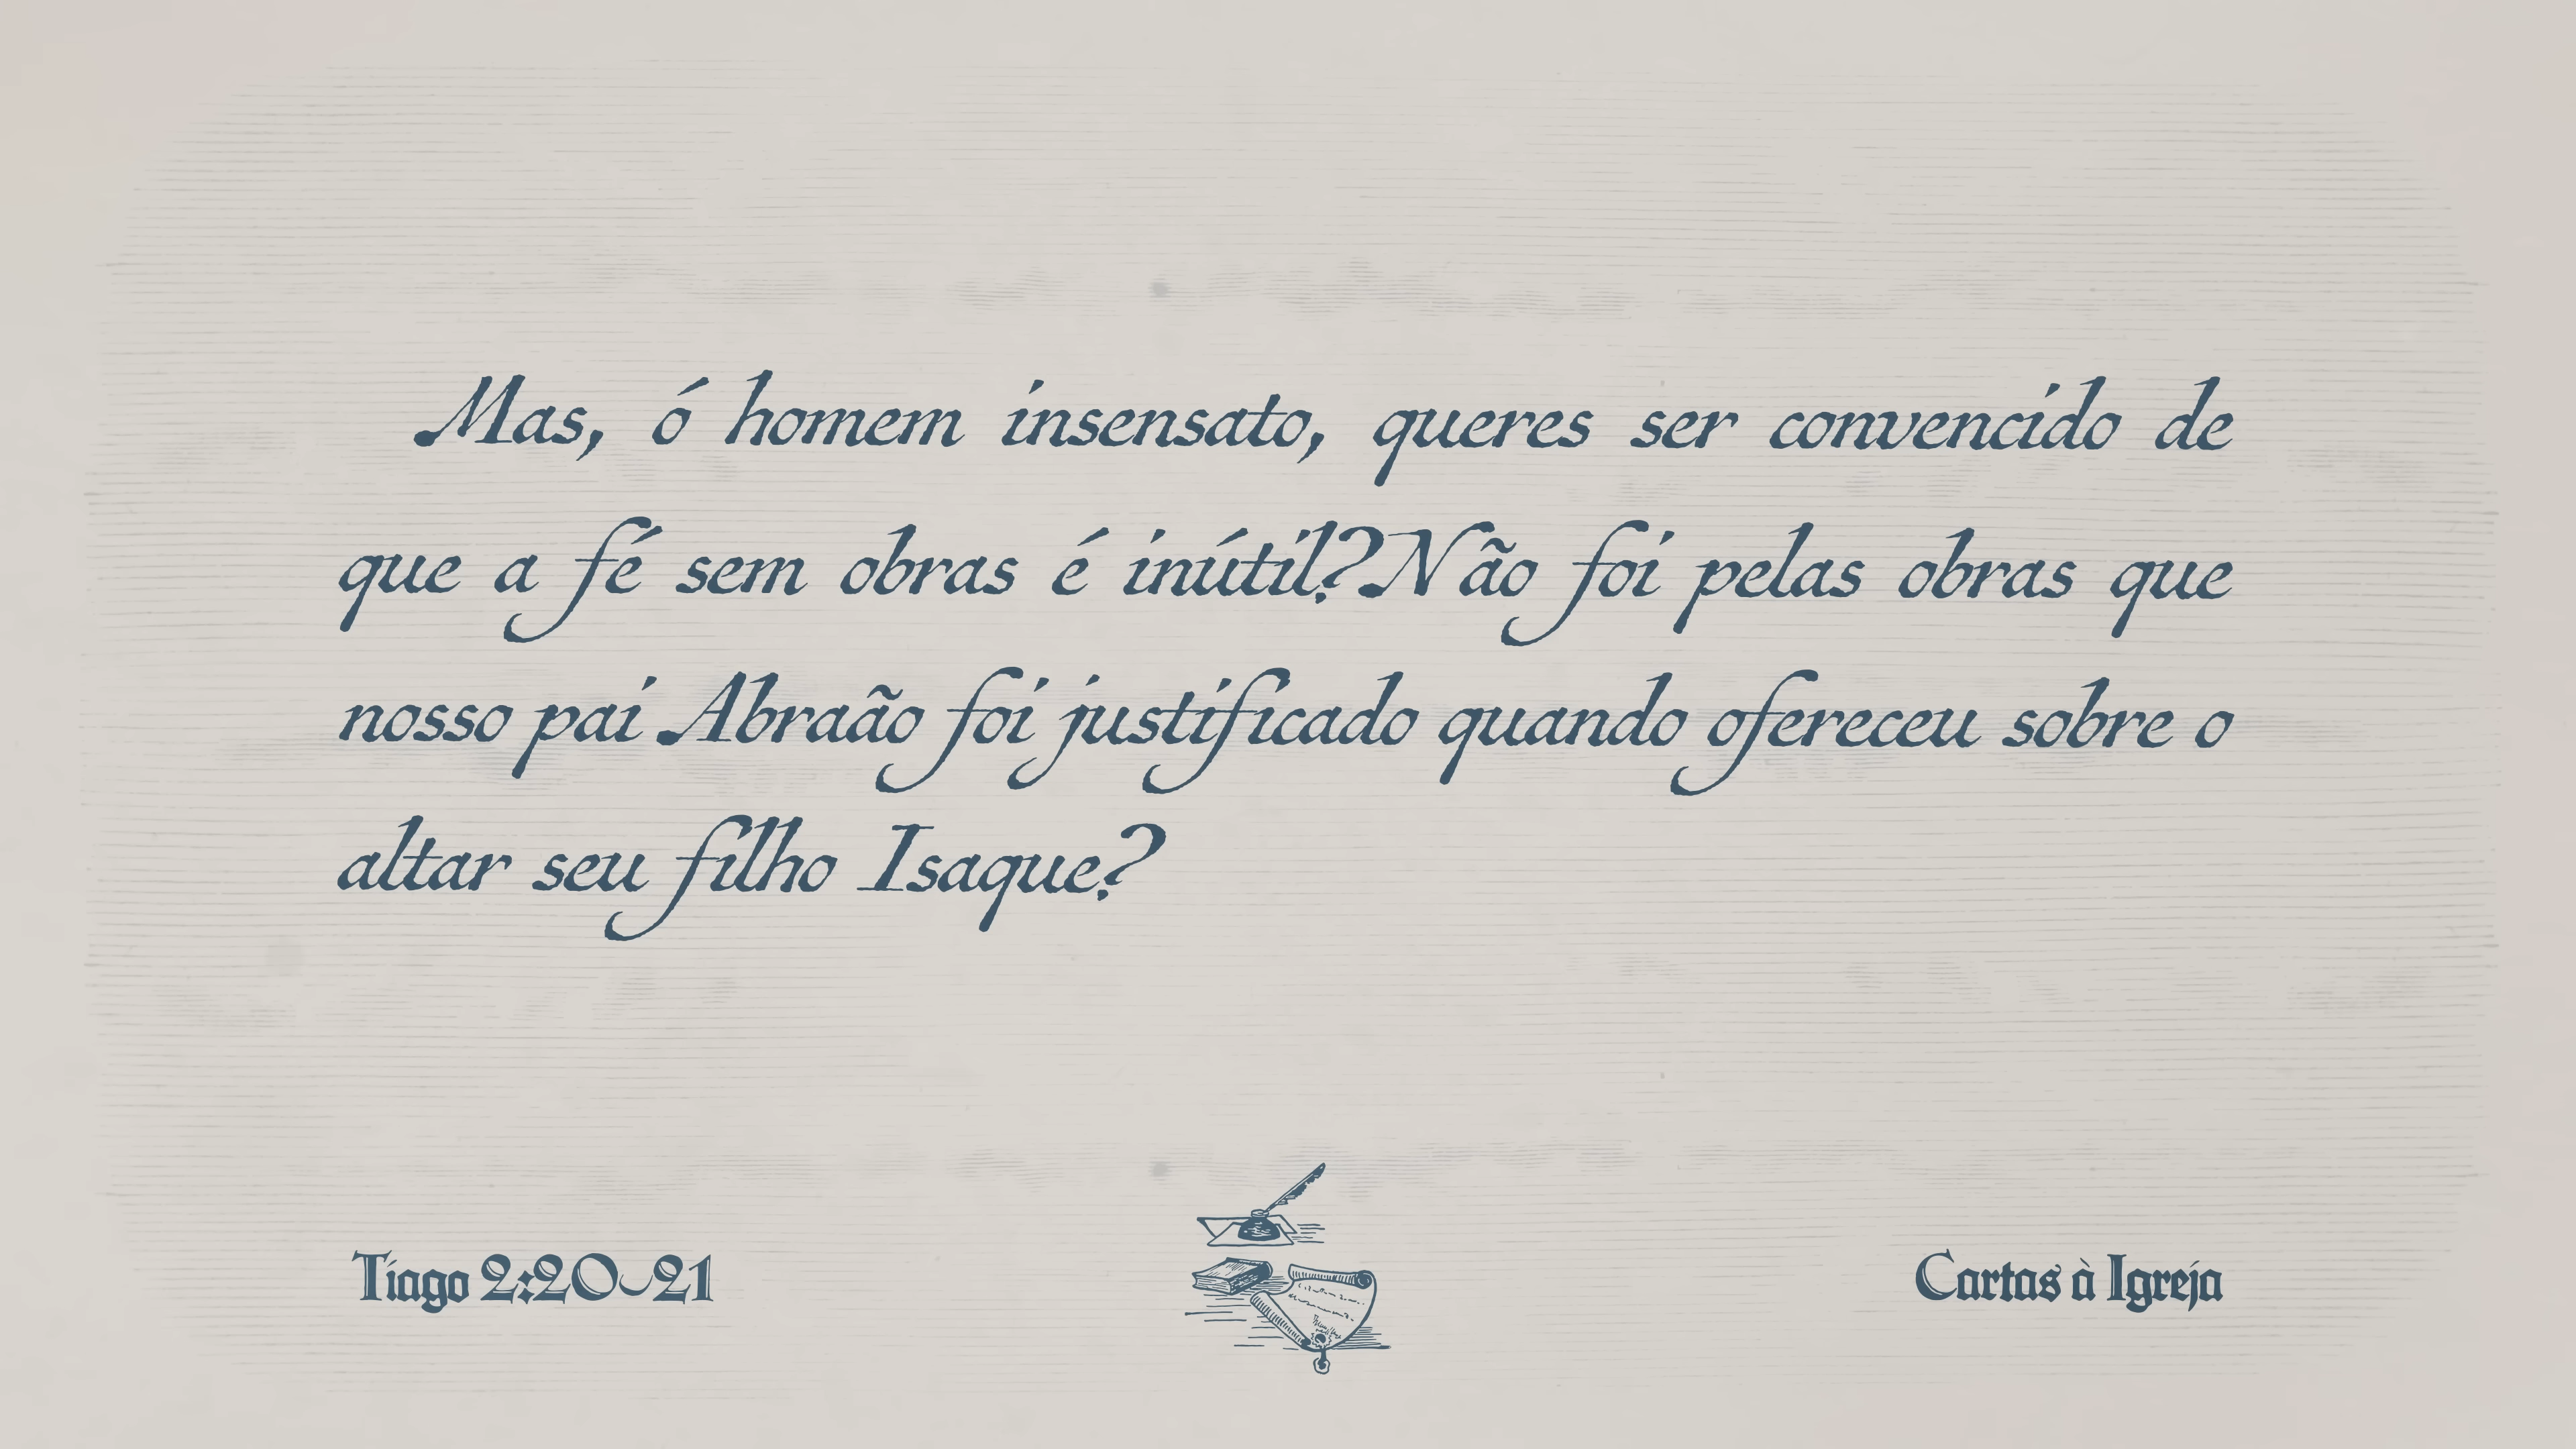 Mas, ó homem insensato, queres ser convencido de
que a fé sem obras é inútil?Não foi pelas obras que
nosso pai Abraão foi justificado quando ofereceu sobre o
altar seu filho Isaque?
Tiago 2:20-21
Cartas à Igreja